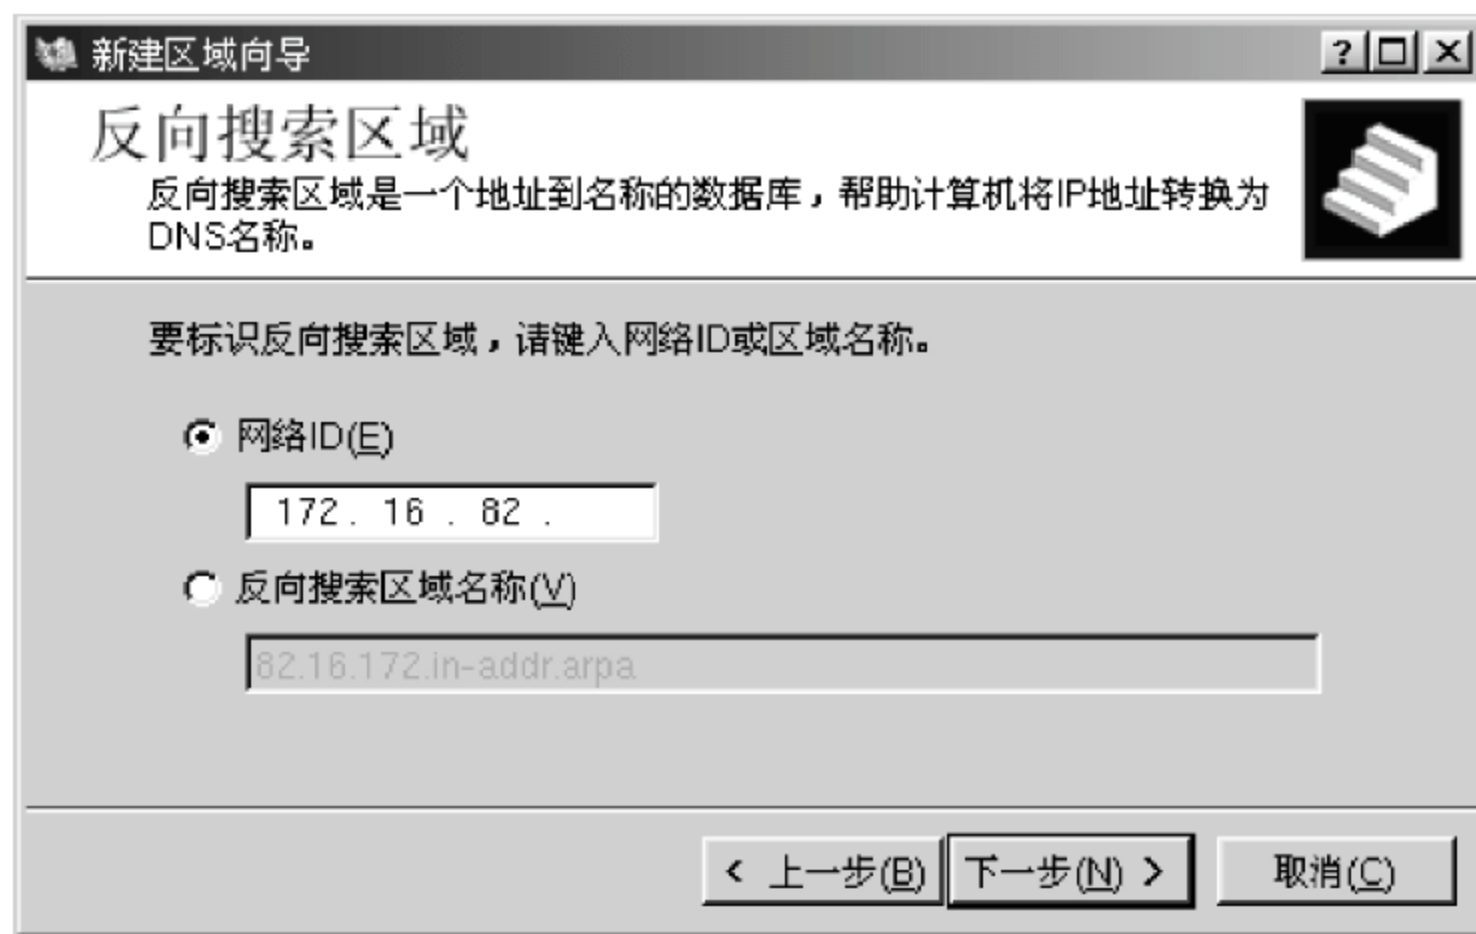 新建区域向导
反向搜索区域
反向搜索区域是一个地址到名称的数据库，帮助计算机将IP地址转换为
DNS名称。
要标识反向搜索区域，请键入网络ID或区域名称。
网络ID(E)
172. 16 . 82 .
反向搜索区域名称(V)
82.16.172.in-addr.arpa
< 上一步(B) 下一步(N) > 取消(C)